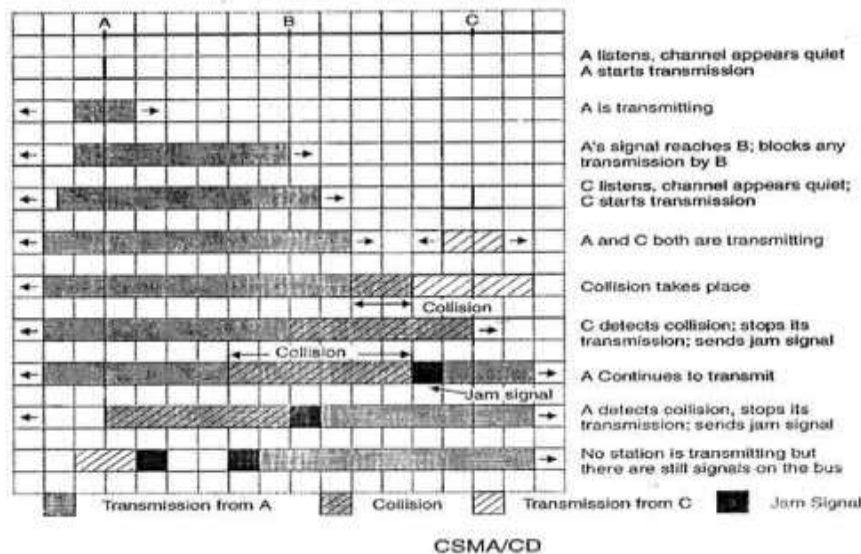 A B C
A listens, channel appears quiet
A starts transmission
A is transmitting
A's signal reaches B; blocks any
transmission by B
C listens, channel appears quiet;
C starts transmission
A and C both are transmitting
Collision takes place
Collision
C detects collision; stops its
transmission; sends jam signal
Collision
A Continues to transmit
Jam signal
A detects collision, stops its
transmission; sends jam signal
No station is transmitting but
there are still signals on the bus
Transmission from A Collision Transmission from C Jam Signal
CSMA/CD